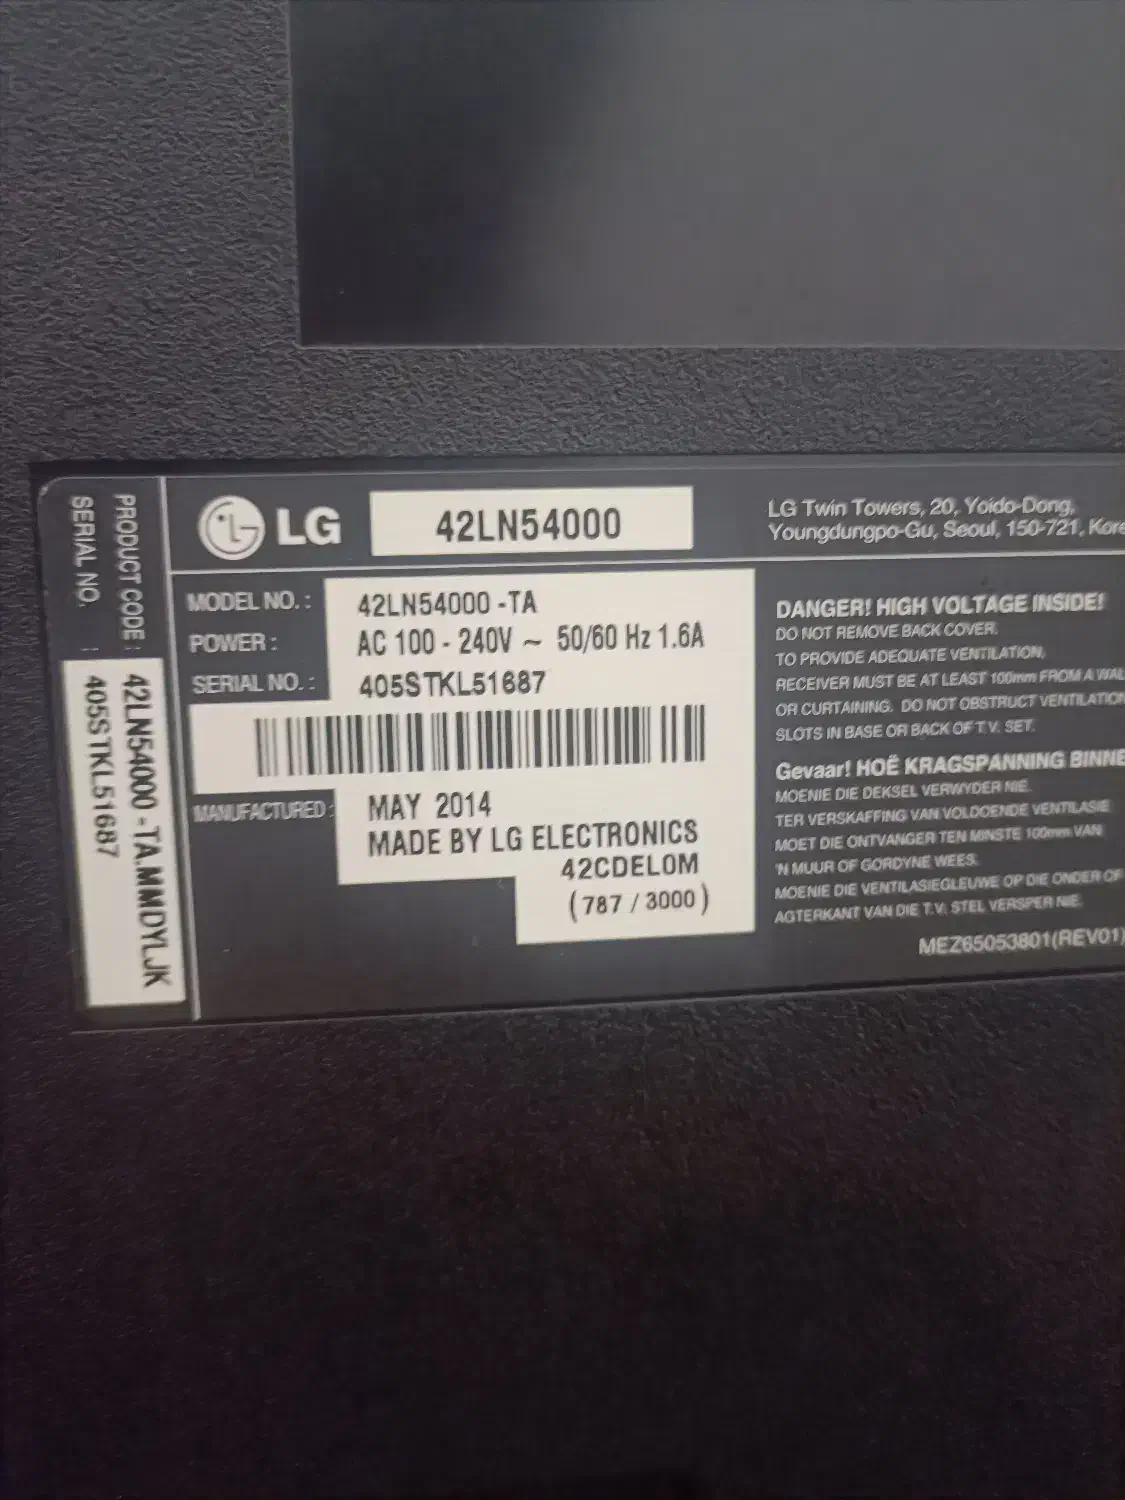 LG
42LN54000
LG Twin Towers, 20, Yoido-Dong,
Youngdungpo-Gu, Seoul, 150-721, Kore
MODEL NO. : 42LN54000 -TA
POWER : AC 100 - 240V ~ 50/60 Hz 1.6A
SERIAL NO. : 405STKL51687
MANUFACTURED : MAY 2014
MADE BY LG ELECTRONICS
42CDELOM
(787 / 3000)
DANGER! HIGH VOLTAGE INSIDE!
DO NOT REMOVE BACK COVER.
TO PROVIDE ADEQUATE VENTILATION,
RECEIVER MUST BE AT LEAST 100mm FROM A WAL
OR CURTAINING. DO NOT OBSTRUCT VENTILATION
SLOTS IN BASE OR BACK OF T.V. SET.
Gevaar! HOË KRAGSPANNING BINNE
MOENIE DIE DEKSEL VERWYDER NIE.
TER VERSKAFFING VAN VOLDOENDE VENTILASIE
MOET DIE ONTVANGER TEN MINSTE 100mm VAN
'N MUUR OF GORDYNE WEES.
MOENIE DIE VENTILASIEGLEUWE OP DIE ONDER OF
AGTERKANT VAN DIE T.V. STEL VERSPER NIE.
MEZ65053801(REV01)
PRODUCT CODE : 42LN54000 -TA.MMDYLJK
SERIAL NO. : 405STKL51687